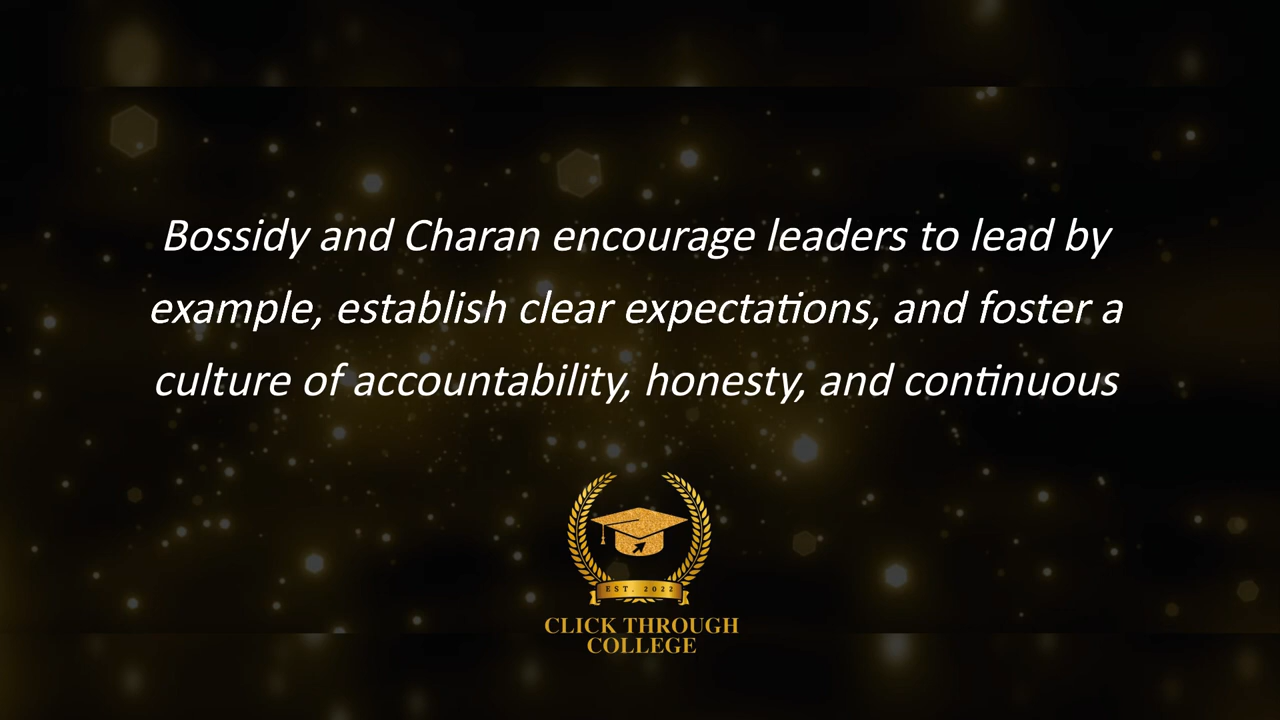 Bossidy and Charan encourage leaders to lead by
example, establish clear expectations, and foster a
culture of accountability, honesty, and continuous
EST. 2022
CLICK THROUGH
COLLEGE